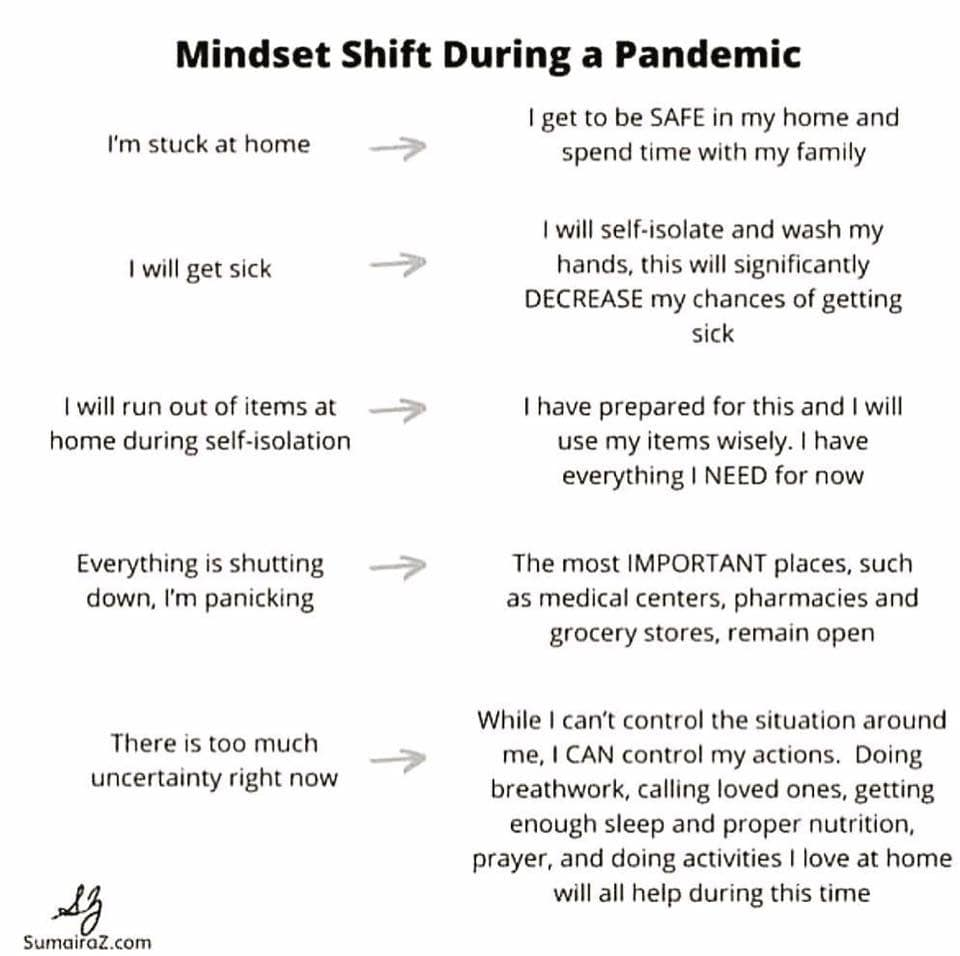 Mindset Shift During a Pandemic
I'm stuck at home
I get to be SAFE in my home and
spend time with my family
I will get sick
I will self-isolate and wash my
hands, this will significantly
DECREASE my chances of getting
sick
I will run out of items at
home during self-isolation
I have prepared for this and I will
use my items wisely. I have
everything I NEED for now
Everything is shutting
down, I'm panicking
The most IMPORTANT places, such
as medical centers, pharmacies and
grocery stores, remain open
There is too much
uncertainty right now
While I can't control the situation around
me, I CAN control my actions.  Doing
breathwork, calling loved ones, getting
enough sleep and proper nutrition,
prayer, and doing activities I love at home
will all help during this time
SZ
SumairaZ.com